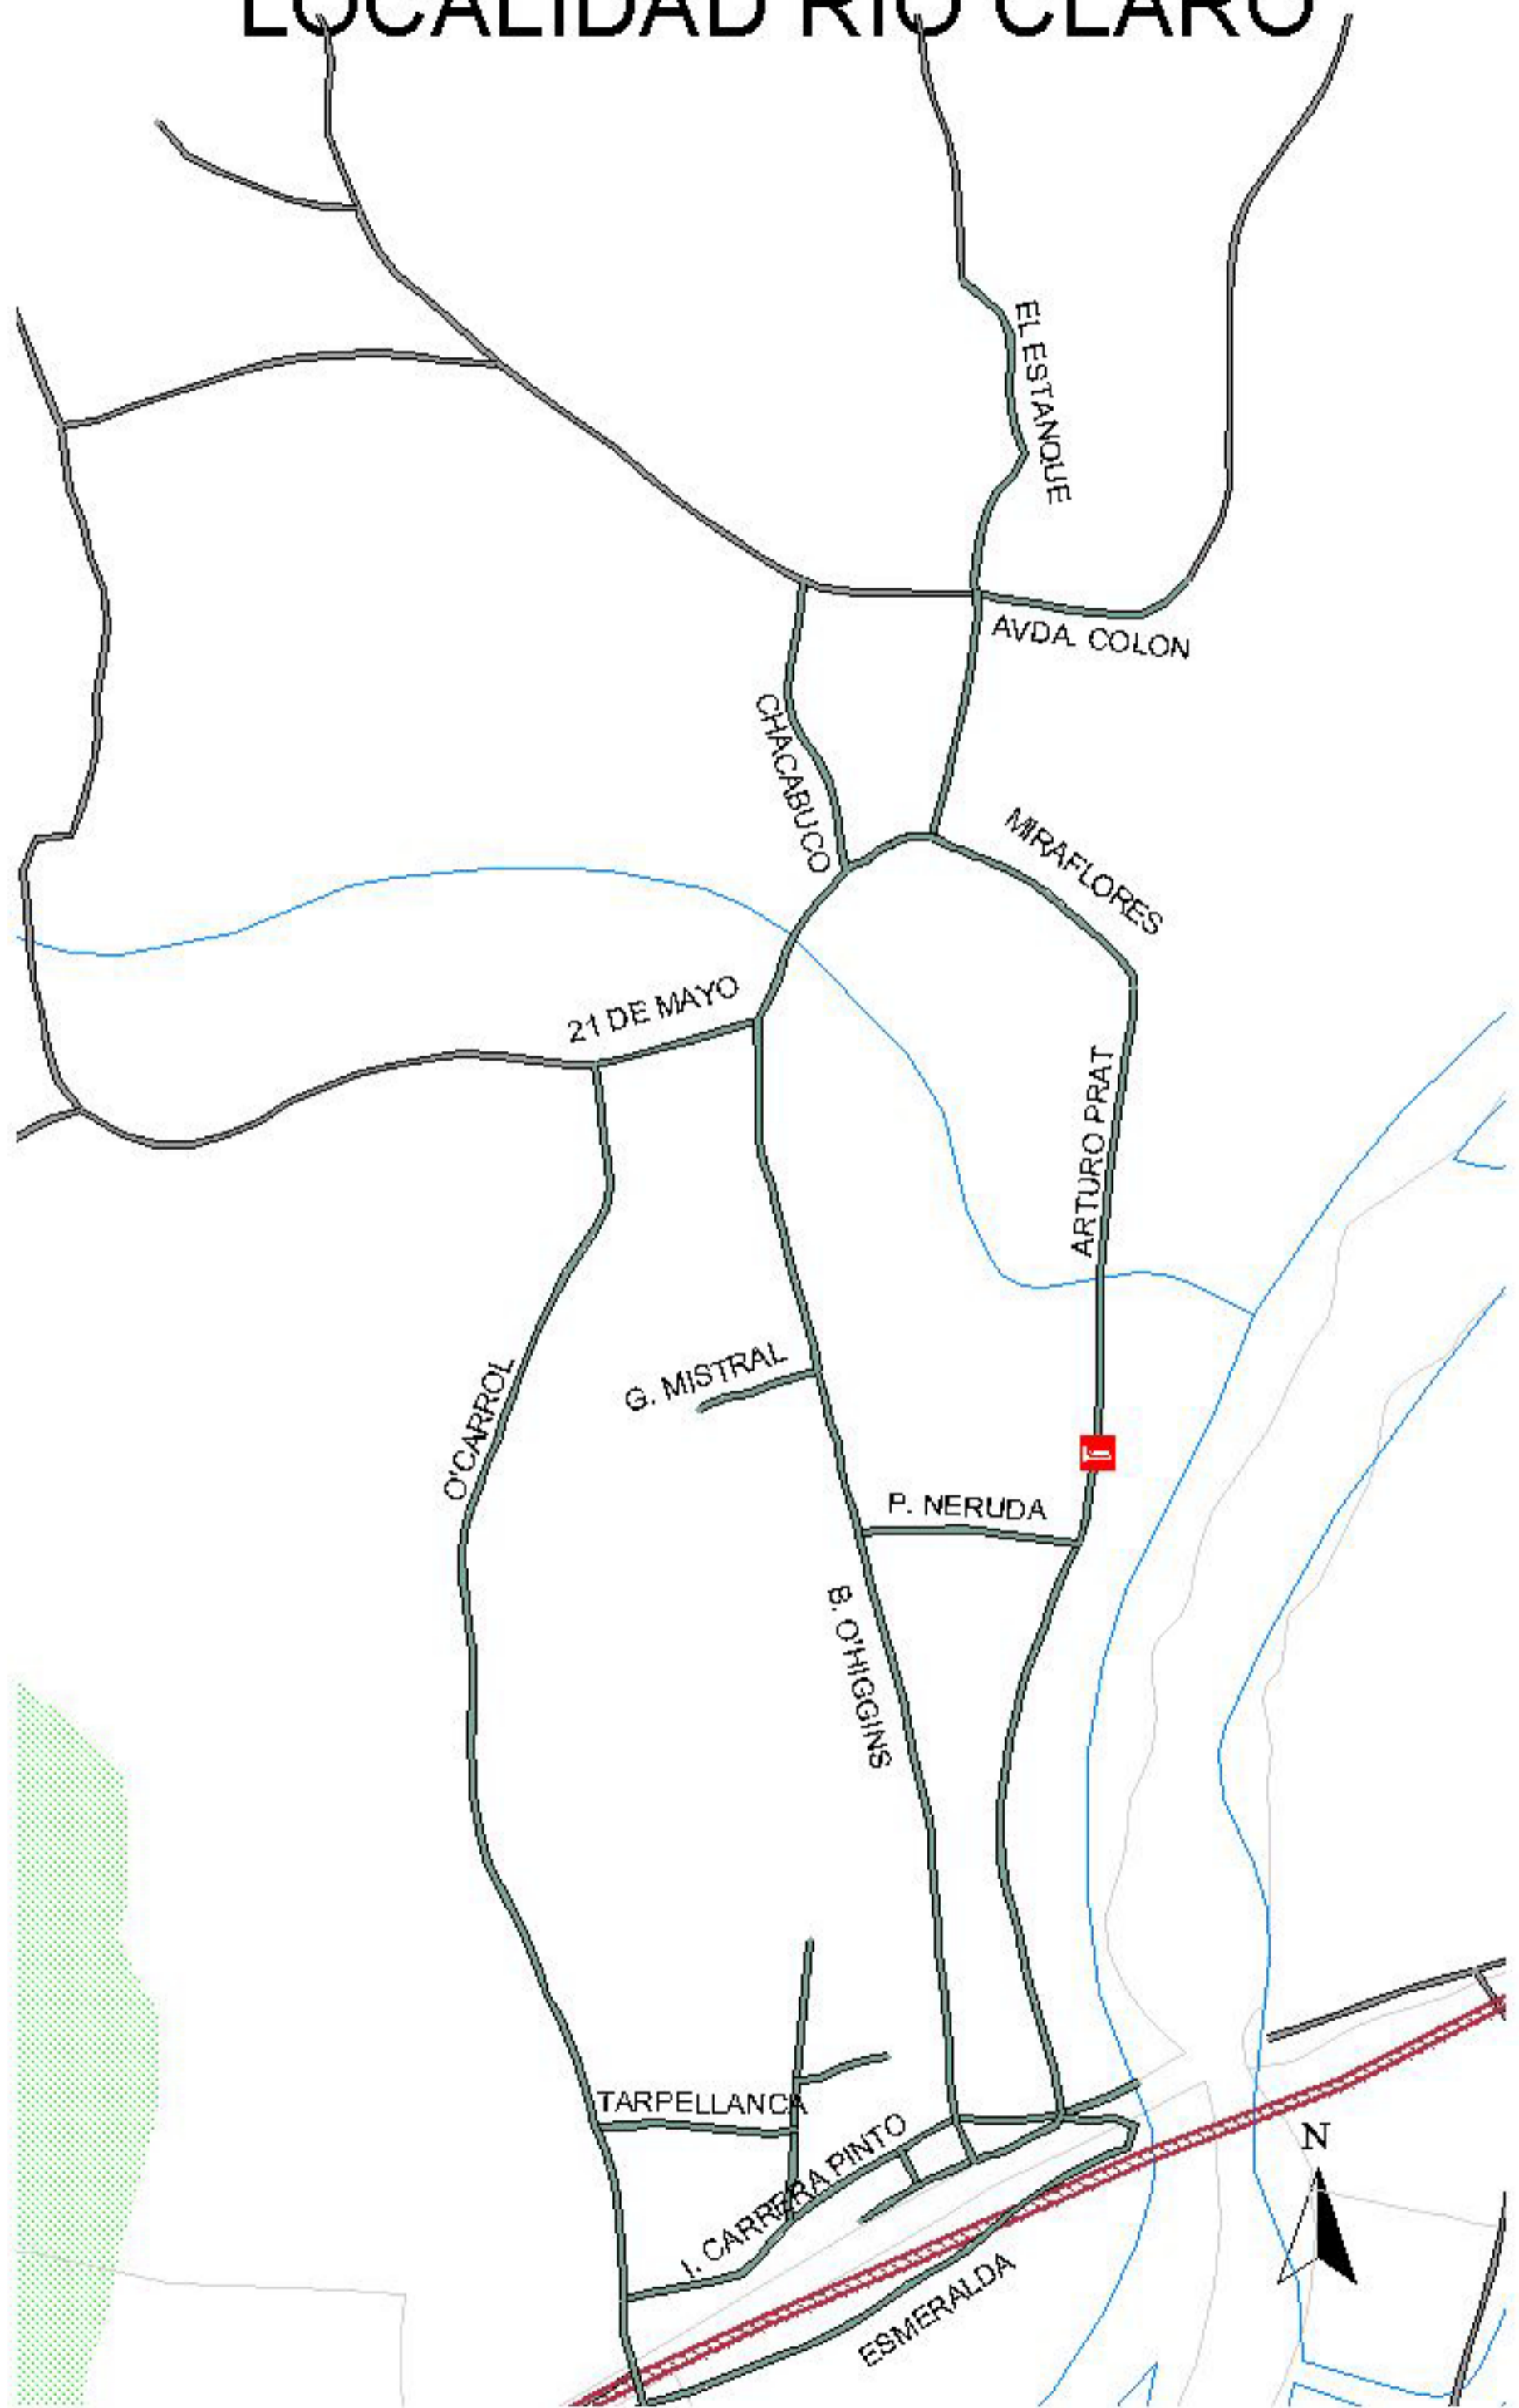 LOCALIDAD RIO CLARO
EL ESTANQUE
AVDA. COLON
CHACABUCO
MIRAFLORES
21 DE MAYO
ARTURO PRAT
G. MISTRAL
O'CARROL
P. NERUDA
B. O'HIGGINS
TARPELLANCA
I. CARRERA PINTO
N
ESMERALDA